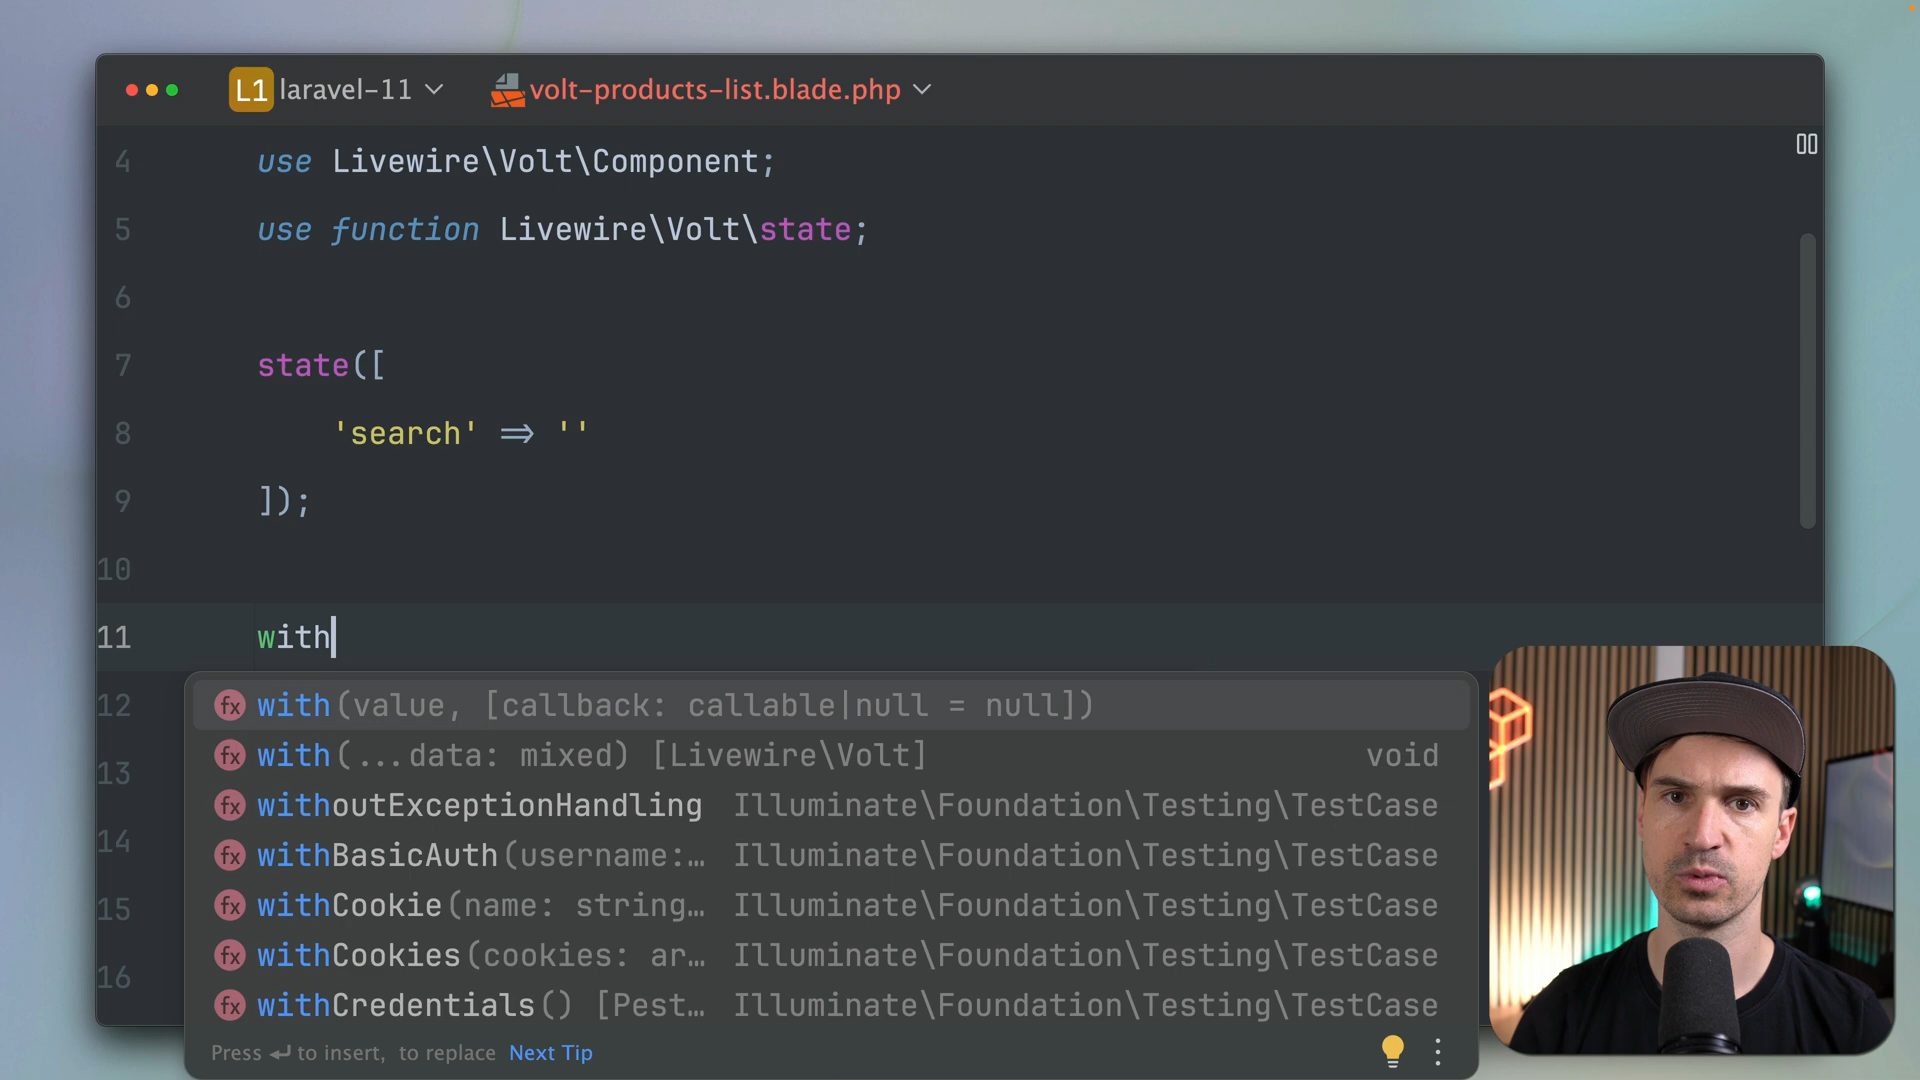 L1 laravel-11 volt-products-list.blade.php
4 use Livewire\Volt\Component;
5 use function Livewire\Volt\state;
6
7 state([
8 'search' => ''
9 ]);
10
11 with
12 with(value, [callback: callable|null = null])
with(...data: mixed) [Livewire\Volt] void
13
withoutExceptionHandling Illuminate\Foundation\Testing\TestCase
14 withBasicAuth(username:… Illuminate\Foundation\Testing\TestCase
15 withCookie(name: string… Illuminate\Foundation\Testing\TestCase
withCookies(cookies: ar… Illuminate\Foundation\Testing\TestCase
16
withCredentials() [Pest… Illuminate\Foundation\Testing\TestCase
Press ↵ to insert, to replace Next Tip